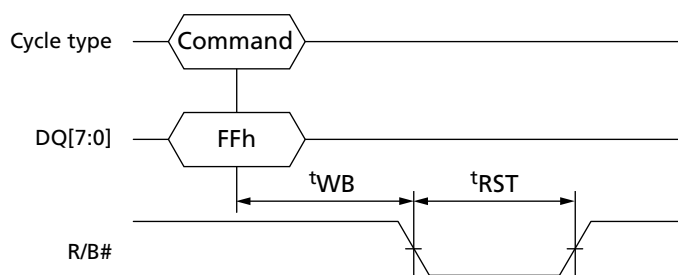 Cycle type Command
DQ[7:0] FFh
tWB tRST
R/B#